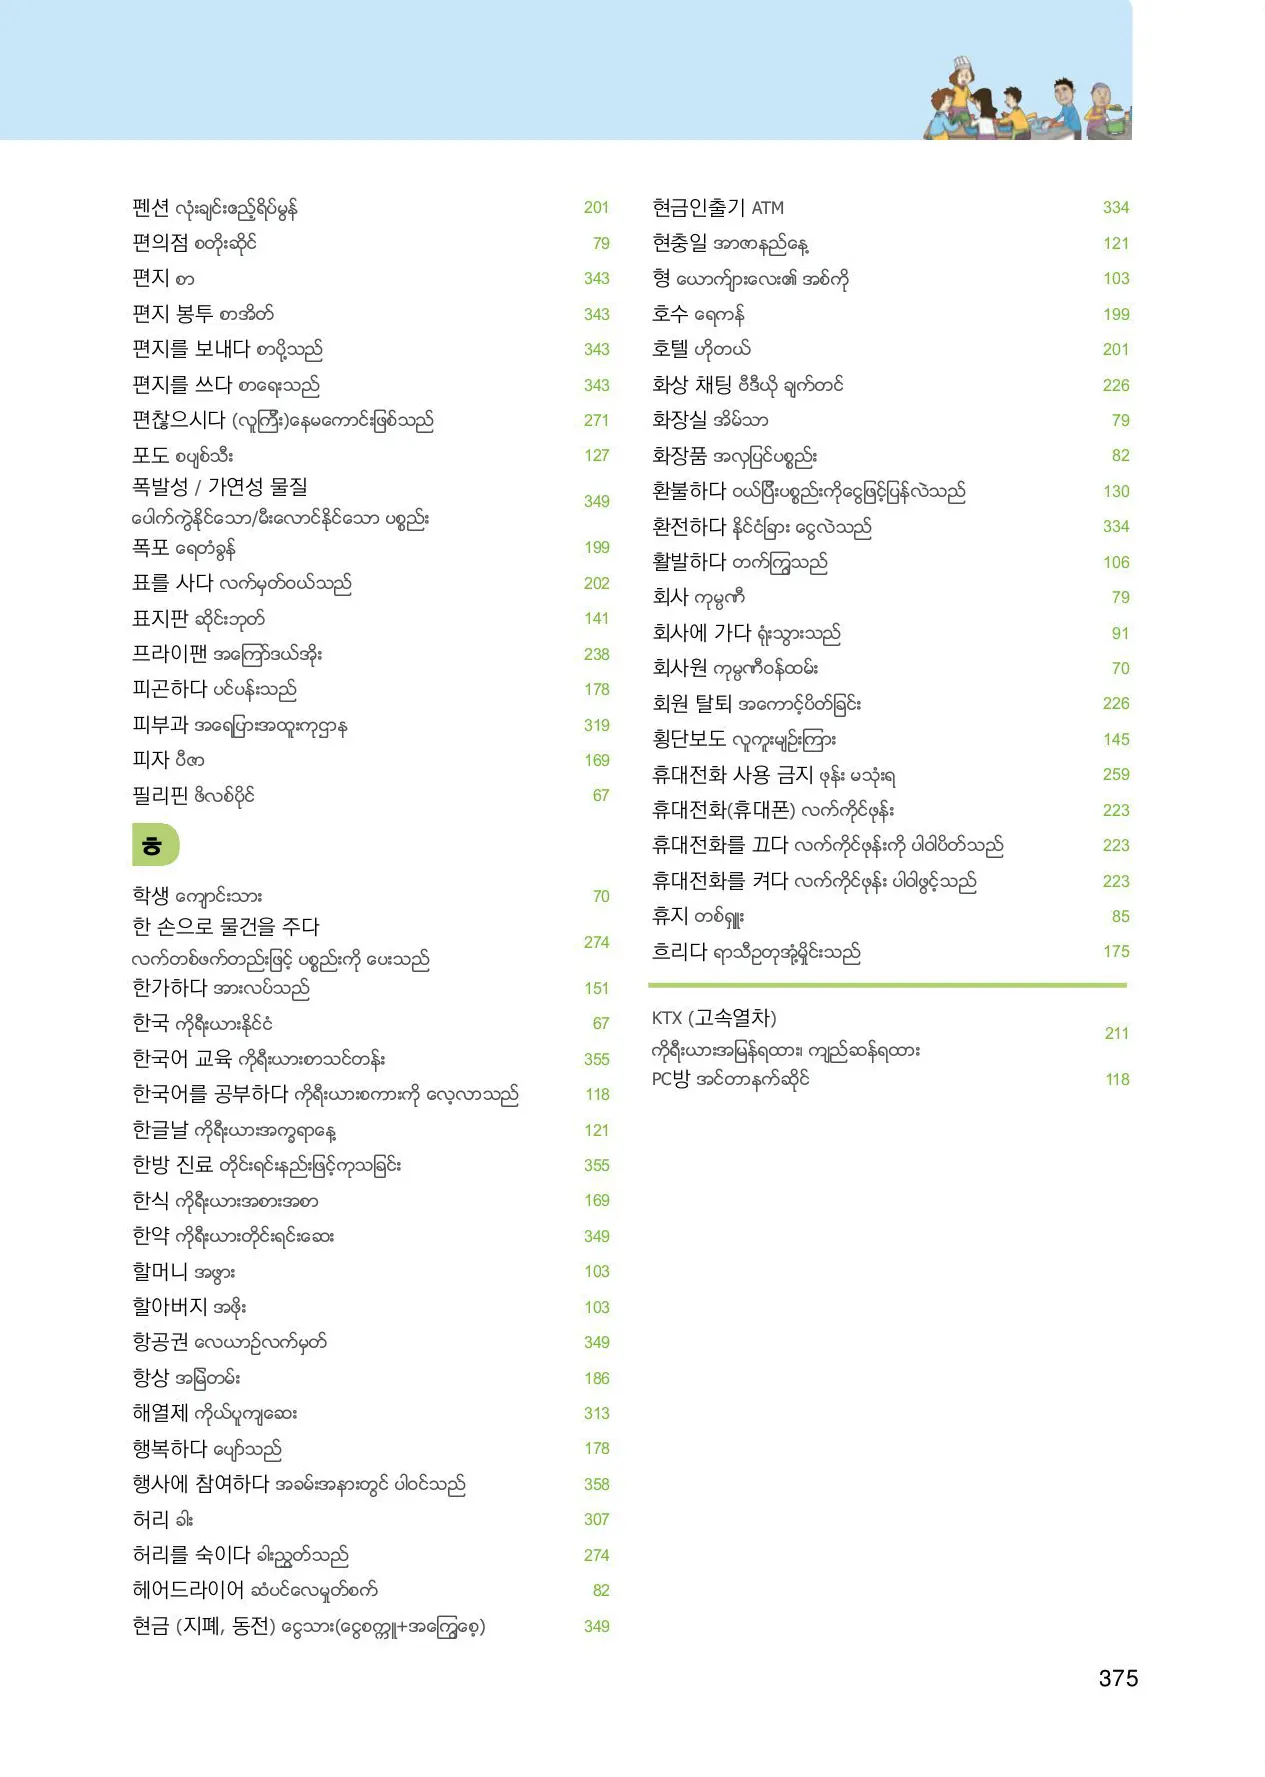 펜션 လုံးချင်းဧည့်ရိပ်မွန် 201
편의점 စတိုးဆိုင် 79
편지 စာ 343
편지 봉투 စာအိတ် 343
편지를 보내다 စာပို့သည် 343
편지를 쓰다 စာရေးသည် 343
편찮으시다 (လူကြီး)နေမကောင်းဖြစ်သည် 271
포도 စပျစ်သီး 127
폭발성 / 가연성 물질
ပေါက်ကွဲနိုင်သော/မီးလောင်နိုင်သော ပစ္စည်း 349
폭포 ရေတံခွန် 199
표를 사다 လက်မှတ်ဝယ်သည် 202
표지판 ဆိုင်းဘုတ် 141
프라이팬 အကြော်ဒယ်အိုး 238
피곤하다 ပင်ပန်းသည် 178
피부과 အရေပြားအထူးကုဌာန 319
피자 ပီဇာ 169
필리핀 ဖိလစ်ပိုင် 67
ㅎ
학생 ကျောင်းသား 70
한 손으로 물건을 주다
လက်တစ်ဖက်တည်းဖြင့် ပစ္စည်းကို ပေးသည် 274
한가하다 အားလပ်သည် 151
한국 ကိုရီးယားနိုင်ငံ 67
한국어 교육 ကိုရီးယားစာသင်တန်း 355
한국어를 공부하다 ကိုရီးယားစကားကို လေ့လာသည် 118
한글날 ကိုရီးယားအက္ခရာနေ့ 121
한방 진료 တိုင်းရင်းနည်းဖြင့်ကုသခြင်း 355
한식 ကိုရီးယားအစားအစာ 169
한약 ကိုရီးယားတိုင်းရင်းဆေး 349
할머니 အဖွား 103
할아버지 အဖိုး 103
항공권 လေယာဉ်လက်မှတ် 349
항상 အမြဲတမ်း 186
해열제 ကိုယ်ပူကျဆေး 313
행복하다 ပျော်သည် 178
행사에 참여하다 အခမ်းအနားတွင် ပါဝင်သည် 358
허리 ခါး 307
허리를 숙이다 ခါးညွှတ်သည် 274
헤어드라이어 ဆံပင်လေမှုတ်စက် 82
현금 (지폐, 동전) ငွေသား(ငွေစက္ကူ+အကြွေစေ့) 349
현금인출기 ATM 334
현충일 အာဇာနည်နေ့ 121
형 ယောက်ျားလေး၏ အစ်ကို 103
호수 ရေကန် 199
호텔 ဟိုတယ် 201
화상 채팅 ဗီဒီယို ချက်တင် 226
화장실 အိမ်သာ 79
화장품 အလှပြင်ပစ္စည်း 82
환불하다 ဝယ်ပြီးပစ္စည်းကိုငွေဖြင့်ပြန်လဲသည် 130
환전하다 နိုင်ငံခြား ငွေလဲသည် 334
활발하다 တက်ကြွသည် 106
회사 ကုမ္ပဏီ 79
회사에 가다 ရုံးသွားသည် 91
회사원 ကုမ္ပဏီဝန်ထမ်း 70
회원 탈퇴 အကောင့်ပိတ်ခြင်း 226
횡단보도 လူကူးမျဉ်းကြား 145
휴대전화 사용 금지 ဖုန်း မသုံးရ 259
휴대전화(휴대폰) လက်ကိုင်ဖုန်း 223
휴대전화를 끄다 လက်ကိုင်ဖုန်းကို ပါဝါပိတ်သည် 223
휴대전화를 켜다 လက်ကိုင်ဖုန်း ပါဝါဖွင့်သည် 223
휴지 တစ်ရှူး 85
흐리다 ရာသီဥတုအုံ့မှိုင်းသည် 175
KTX (고속열차)
ကိုရီးယားအမြန်ရထား၊ ကျည်ဆန်ရထား 211
PC방 အင်တာနက်ဆိုင် 118
375